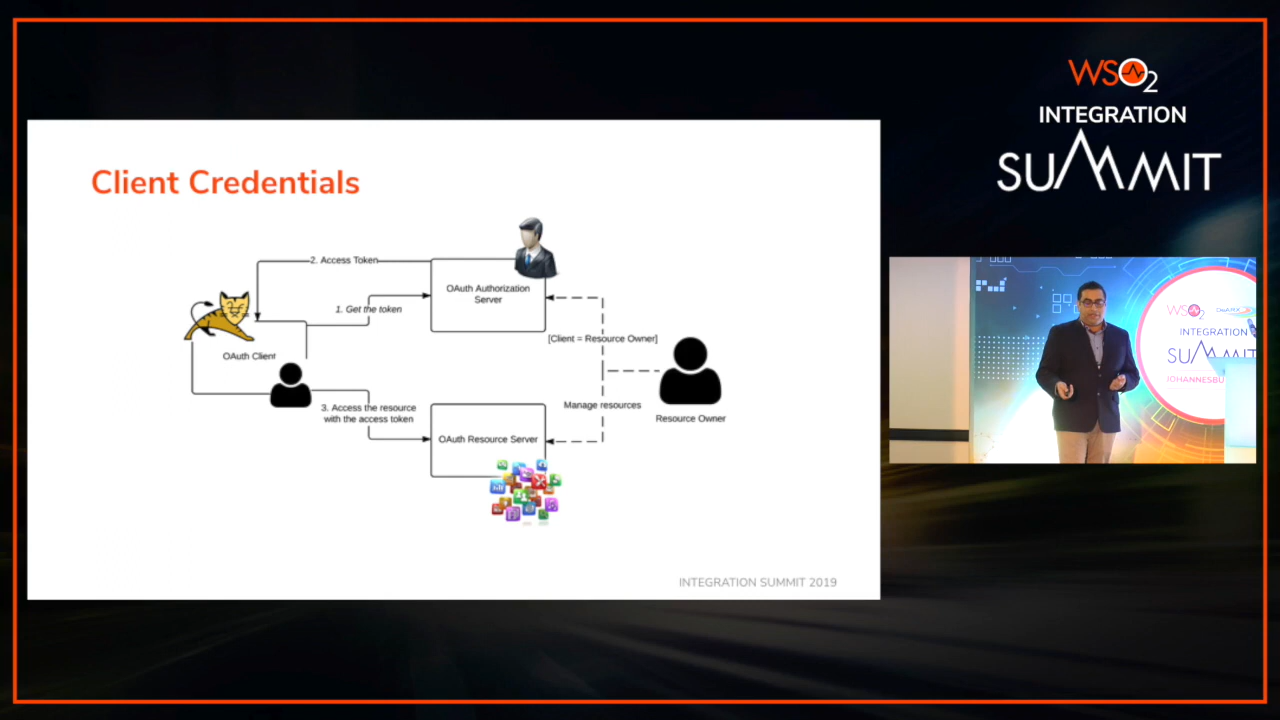 WSO2
INTEGRATION
SUMMIT
Client Credentials
2. Access Token
OAuth Authorization
Server
1. Get the token
[Client = Resource Owner]
OAuth Client
3. Access the resource
with the access token
Manage resources
Resource Owner
OAuth Resource Server
INTEGRATION SUMMIT 2019
WSO2
INTEGRATION
SUMMIT
JOHANNESBU